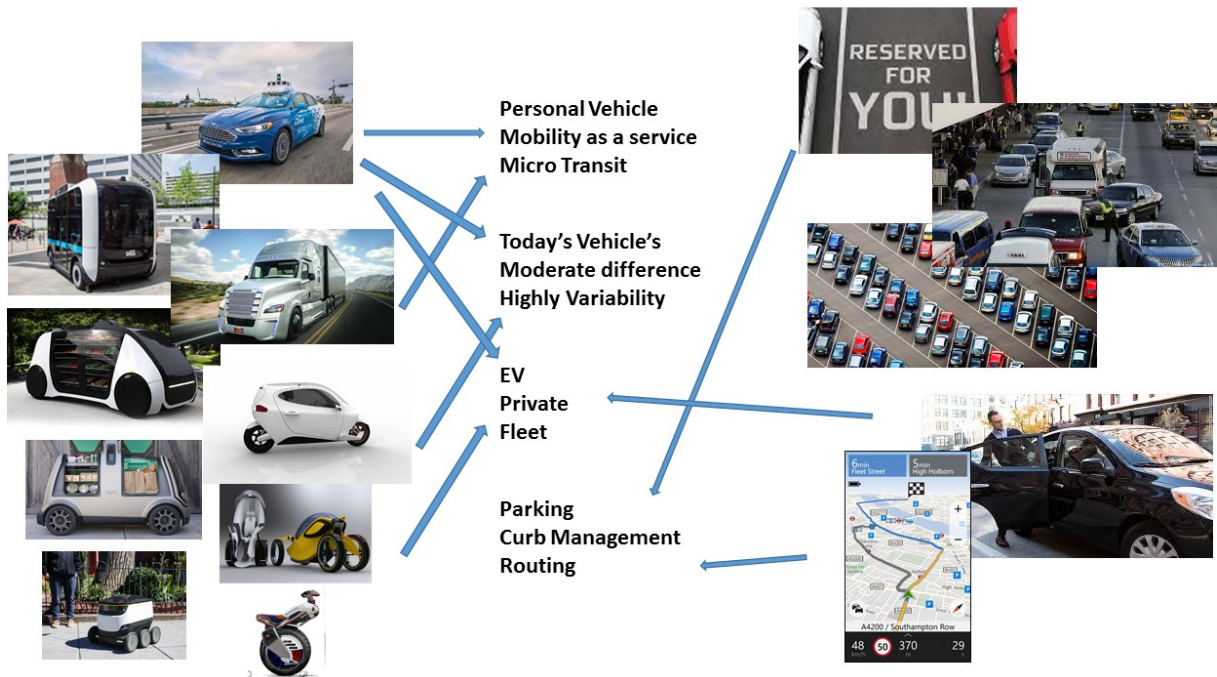 Personal Vehicle
Mobility as a service
Micro Transit
Today's Vehicle's
Moderate difference
Highly Variability
EV
Private
Fleet
Parking
Curb Management
Routing
RESERVED
FOR
YOU!
6min
Fleet Street
5min
High Holborn
A4200 / Southampton Row
48
km/h
50
370
m
29
s